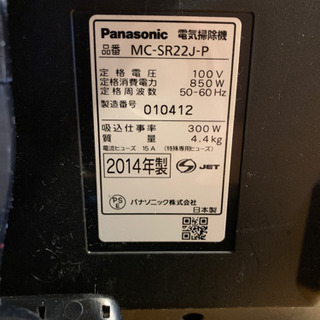 Panasonic 電気掃除機
品番 MC-SR22J-P
定格電圧 100V
定格消費電力 850W
定格周波数 50-60Hz
製造番号 010412
吸込仕事率 300W
質量 4.4kg
電流ヒューズ 15A (特殊専用ヒューズ)
2014年製 S JET
PS
E
パナソニック株式会社
日本製